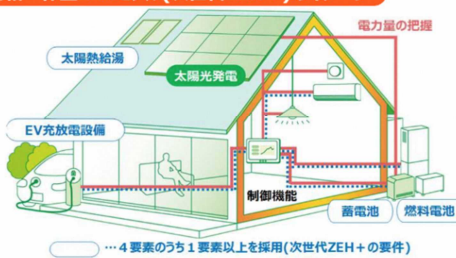 電力量の把握
太陽熱給湯
太陽光発電
EV充放電設備
制御機能
蓄電池
燃料電池
…4要素のうち1要素以上を採用(次世代ZEH+の要件)